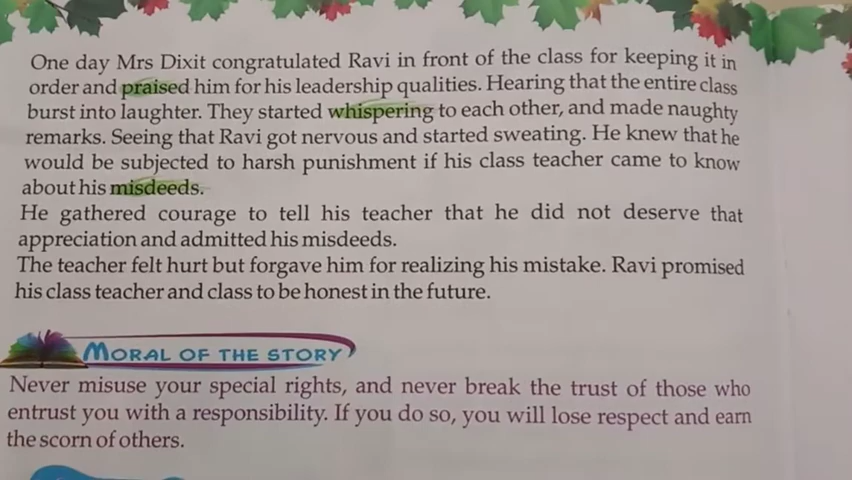 One day Mrs Dixit congratulated Ravi in front of the class for keeping it in
order and praised him for his leadership qualities. Hearing that the entire class
burst into laughter. They started whispering to each other, and made naughty
remarks. Seeing that Ravi got nervous and started sweating. He knew that he
would be subjected to harsh punishment if his class teacher came to know
about his misdeeds.
He gathered courage to tell his teacher that he did not deserve that
appreciation and admitted his misdeeds.
The teacher felt hurt but forgave him for realizing his mistake. Ravi promised
his class teacher and class to be honest in the future.
MORAL OF THE STORY
Never misuse your special rights, and never break the trust of those who
entrust you with a responsibility. If you do so, you will lose respect and earn
the scorn of others.